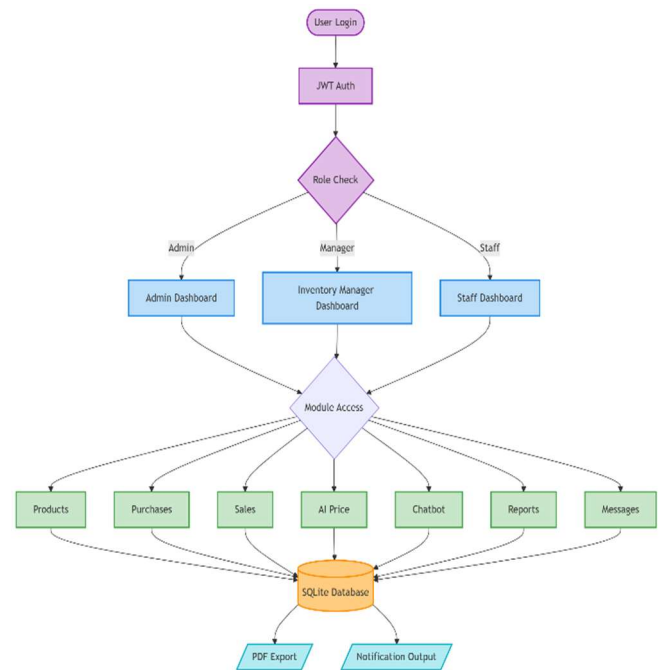 User Login
JWT Auth
Role Check
Admin
Manager
Staff
Admin Dashboard
Inventory Manager
Dashboard
Staff Dashboard
Module Access
Products
Purchases
Sales
AI Price
Chatbot
Reports
Messages
SQLite Database
PDF Export
Notification Output